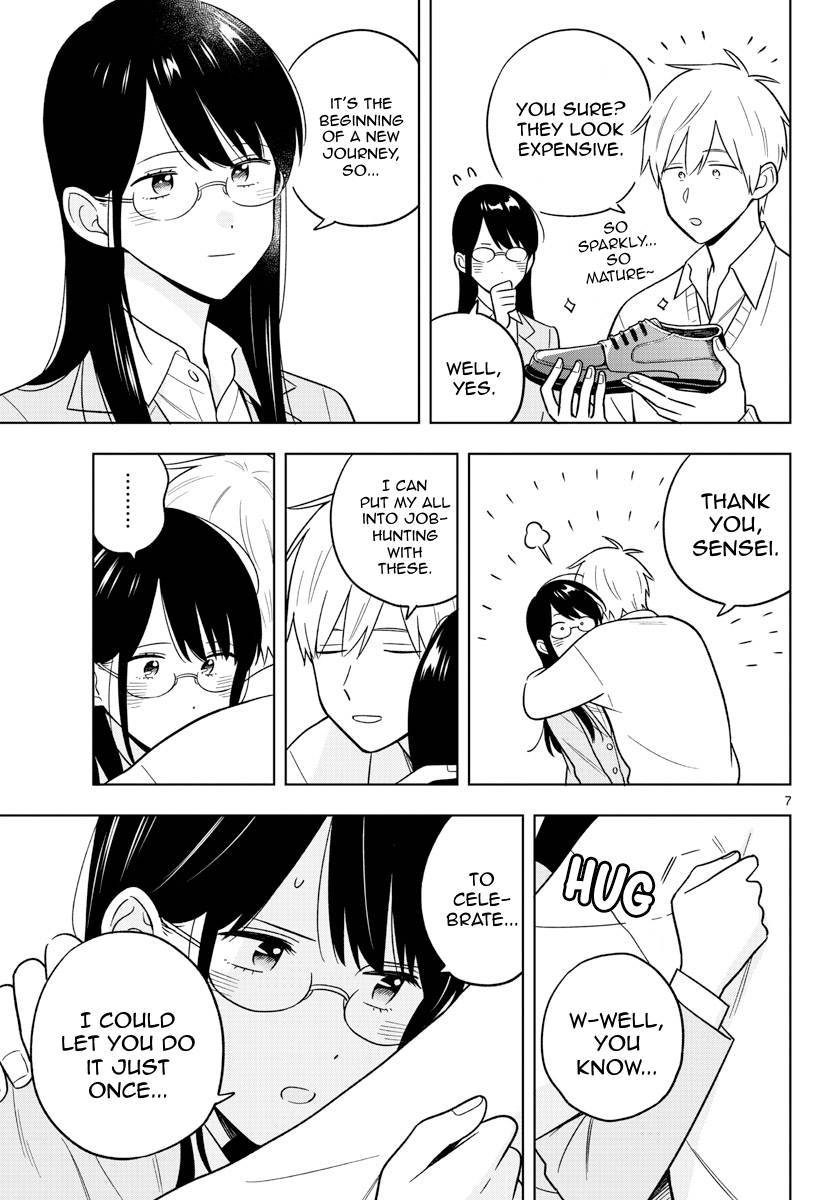 YOU SURE?
THEY LOOK
EXPENSIVE.
SO
SPARKLY...
SO
MATURE~
WELL,
YES.
IT'S THE
BEGINNING
OF A NEW
JOURNEY,
SO...
THANK
YOU,
SENSEI.
I CAN
PUT MY ALL
INTO JOB-
HUNTING
WITH
THESE.
.........
7
HUG
W-WELL,
YOU
KNOW...
TO
CELE-
BRATE...
I COULD
LET YOU DO
IT JUST
ONCE...